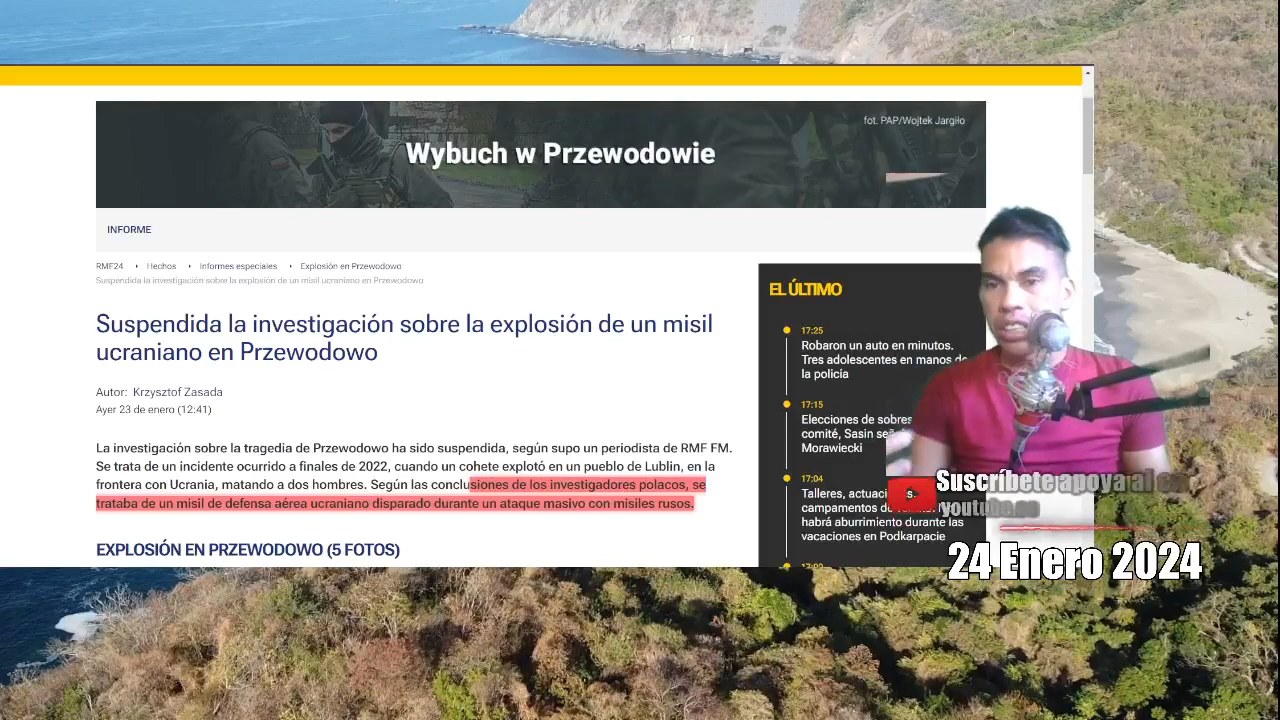 fot. PAP/Wojtek Jargiło
Wybuch w Przewodowie
INFORME
RMF24 • Hechos • Informes especiales • Explosión en Przewodowo
Suspendida la investigación sobre la explosión de un misil ucraniano en Przewodowo
Suspendida la investigación sobre la explosión de un misil
ucraniano en Przewodowo
Autor: Krzysztof Zasada
Ayer 23 de enero (12:41)
La investigación sobre la tragedia de Przewodowo ha sido suspendida, según supo un periodista de RMF FM.
Se trata de un incidente ocurrido a finales de 2022, cuando un cohete explotó en un pueblo de Lublin, en la
frontera con Ucrania, matando a dos hombres. Según las conclusiones de los investigadores polacos, se
trataba de un misil de defensa aérea ucraniano disparado durante un ataque masivo con misiles rusos.
EXPLOSIÓN EN PRZEWODOWO (5 FOTOS)
EL ÚLTIMO
17:25
Robaron un auto en minutos.
Tres adolescentes en manos de
la policía
17:15
Elecciones de sobres
comité, Sasin
Morawiecki
17:04
Talleres,
campamentos de
habrá aburrimiento durante las
vacaciones en Podkarpacie
Suscríbete apoya al
youtube
24 Enero 2024